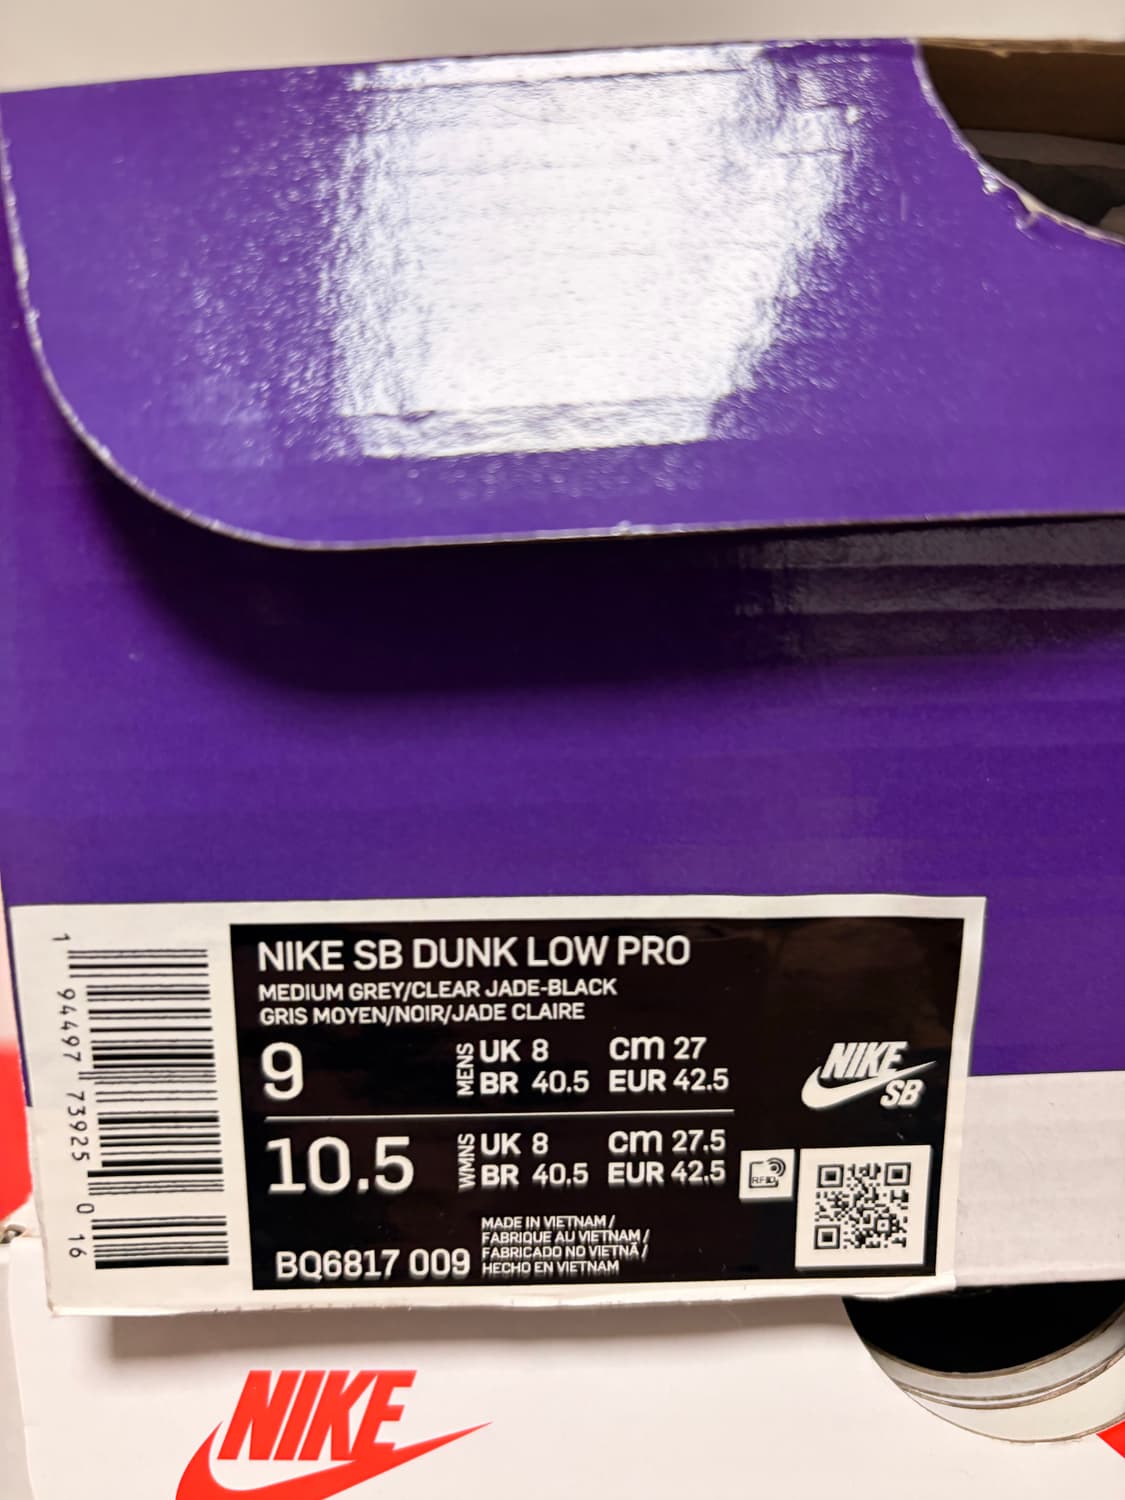 1 94497 73925 0 16
NIKE SB DUNK LOW PRO
MEDIUM GREY/CLEAR JADE-BLACK
GRIS MOYEN/NOIR/JADE CLAIRE
9 MENS UK 8 cm 27
BR 40.5 EUR 42.5
10.5 WMNS UK 8 cm 27.5
BR 40.5 EUR 42.5
NIKE
SB
RFID
BQ6817 009
MADE IN VIETNAM /
FABRIQUE AU VIETNAM /
FABRICADO NO VIETNÃ /
HECHO EN VIETNAM
NIKE